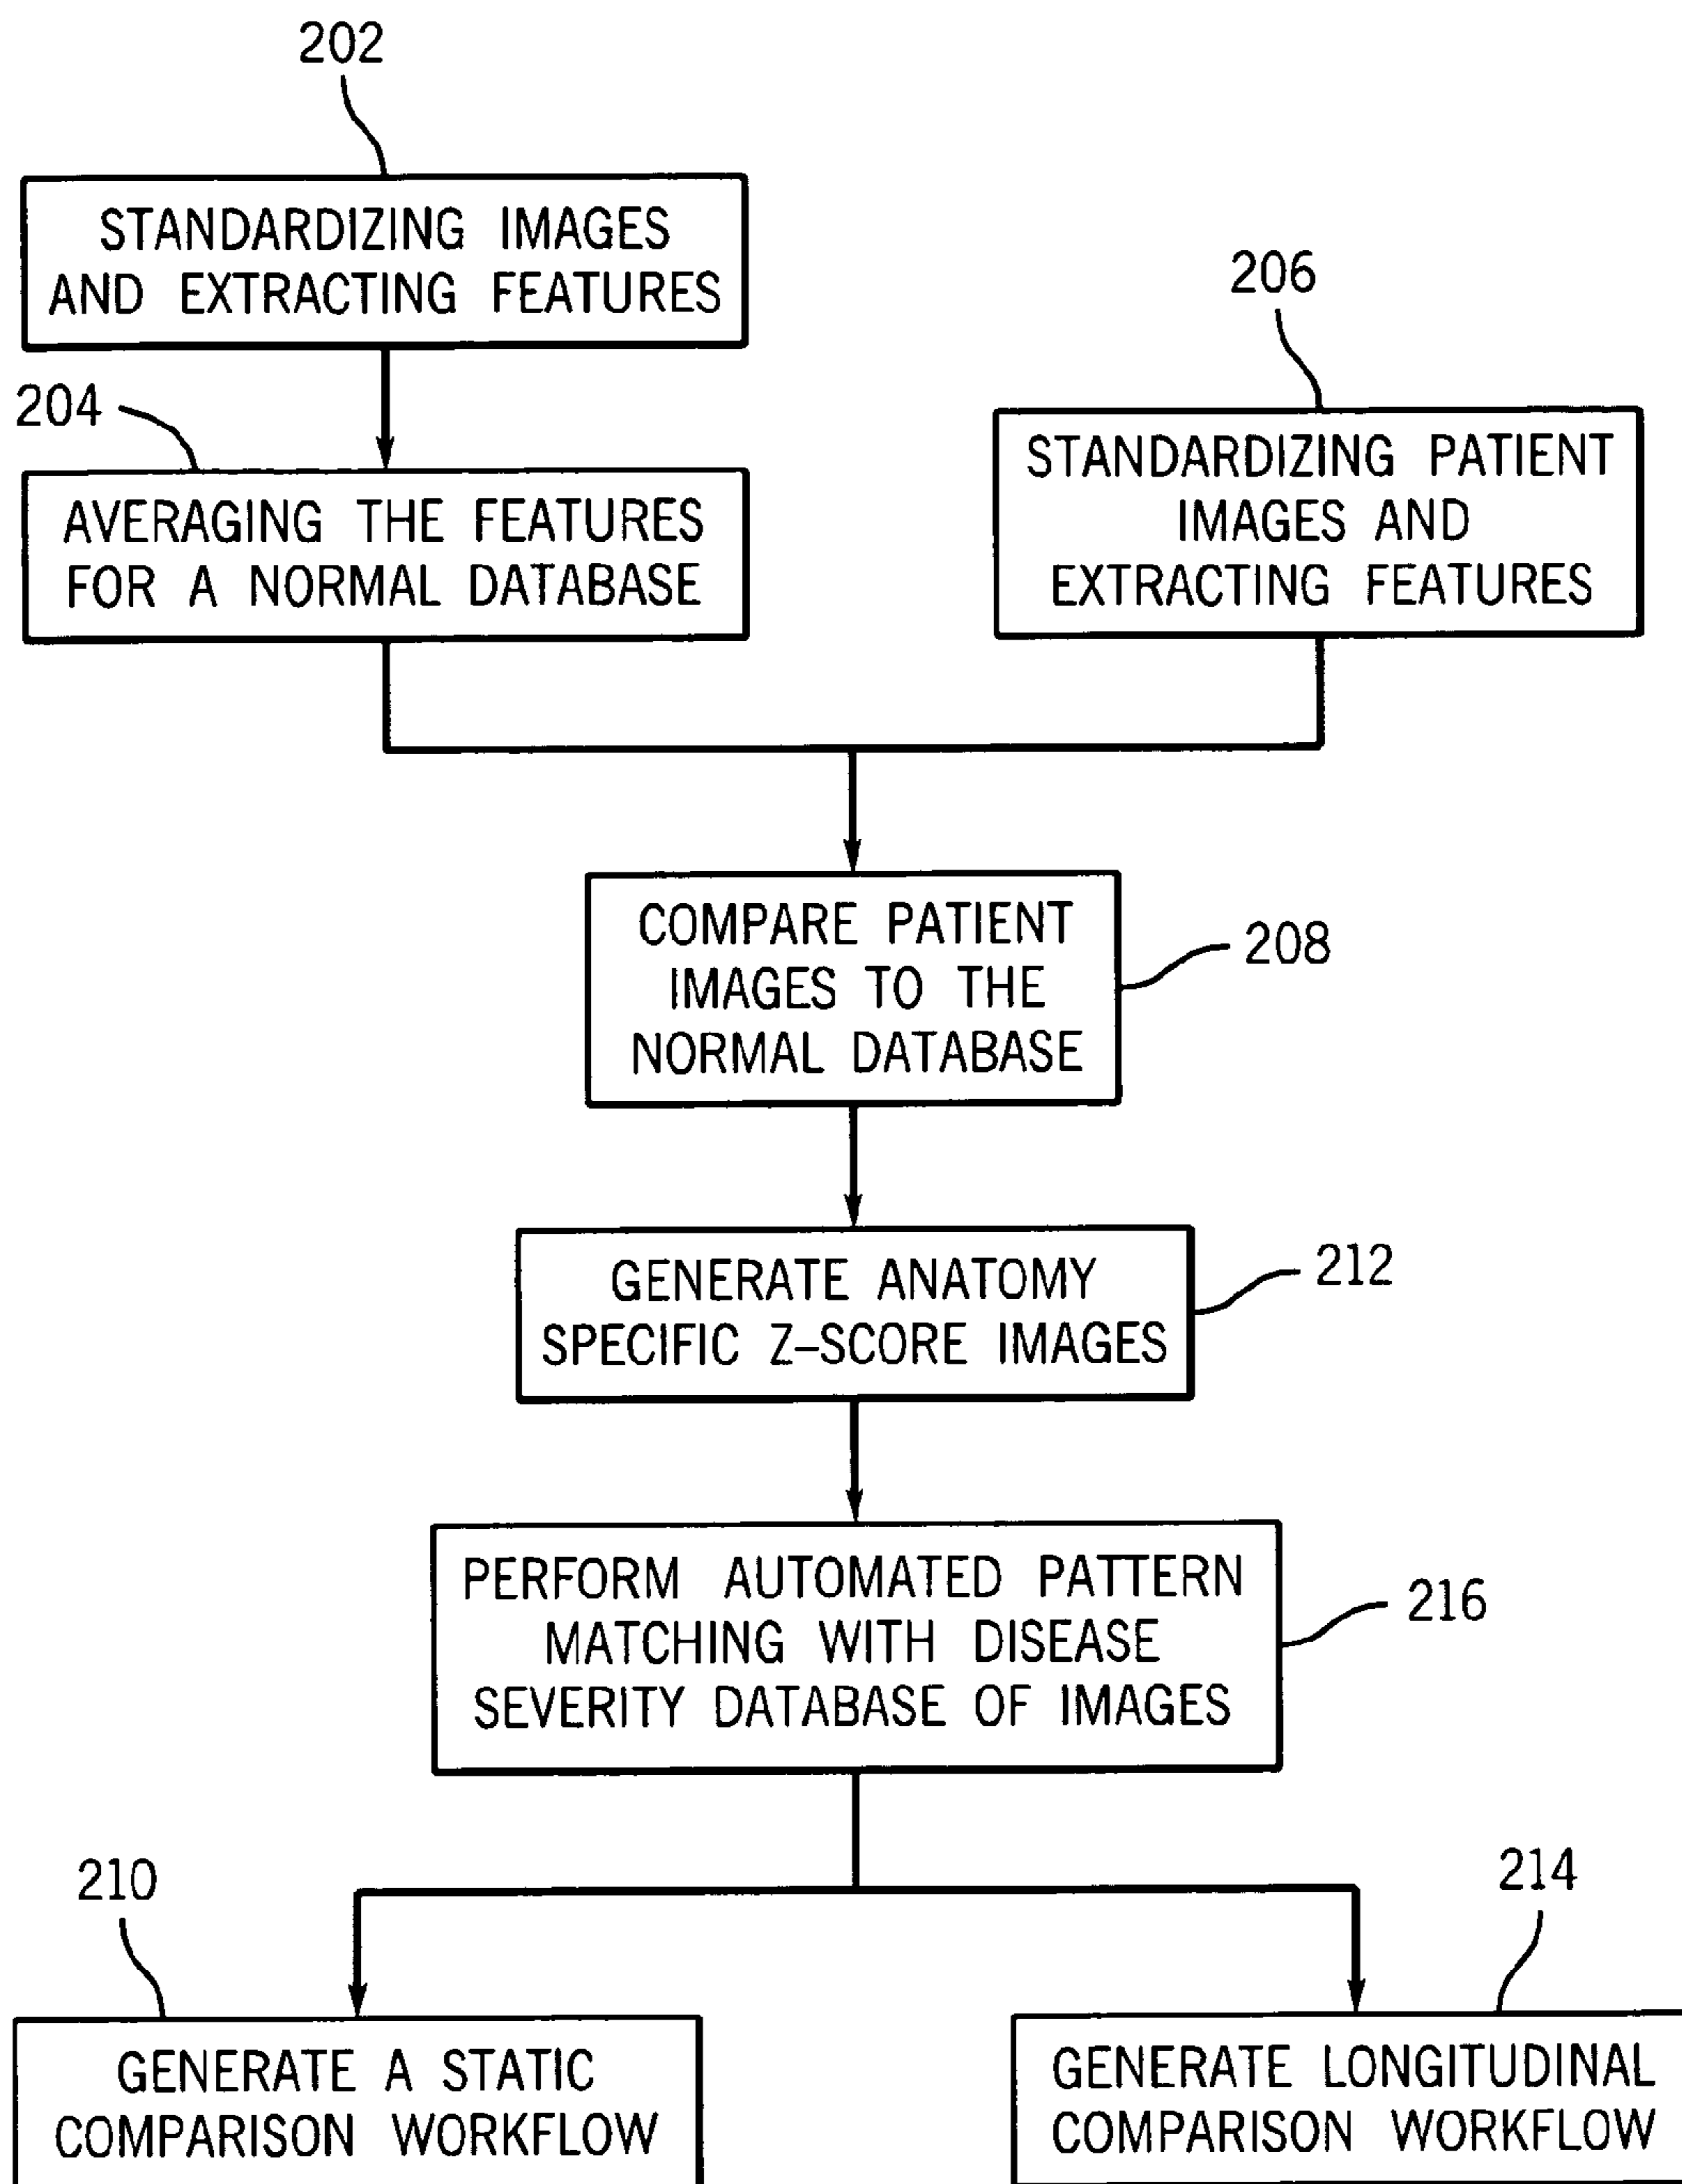 202
STANDARDIZING IMAGES
AND EXTRACTING FEATURES
204
AVERAGING THE FEATURES
FOR A NORMAL DATABASE
206
STANDARDIZING PATIENT
IMAGES AND
EXTRACTING FEATURES
COMPARE PATIENT
IMAGES TO THE
NORMAL DATABASE
208
GENERATE ANATOMY
SPECIFIC Z-SCORE IMAGES
212
PERFORM AUTOMATED PATTERN
MATCHING WITH DISEASE
SEVERITY DATABASE OF IMAGES
216
210
GENERATE A STATIC
COMPARISON WORKFLOW
214
GENERATE LONGITUDINAL
COMPARISON WORKFLOW